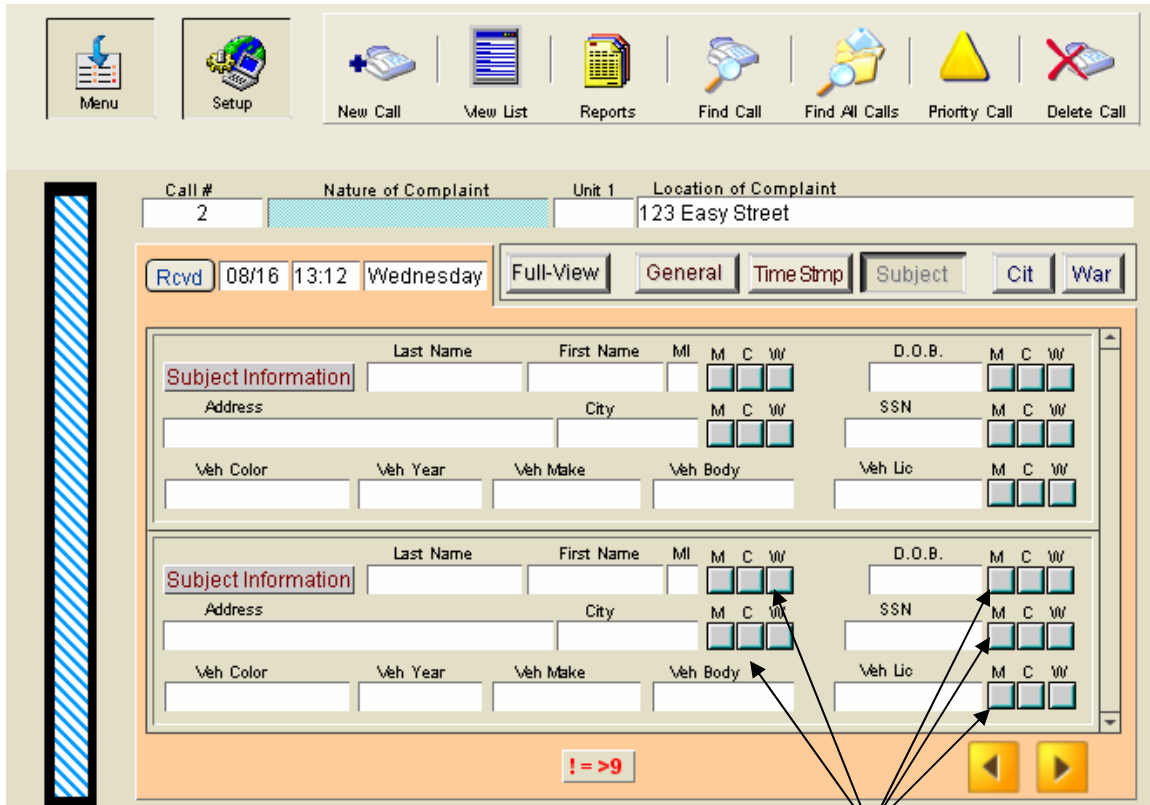 Menu Setup New Call View List Reports Find Call Find All Calls Priority Call Delete Call
Call # Nature of Complaint Unit 1 Location of Complaint
2 123 Easy Street
Rcvd 08/16 13:12 Wednesday Full-View General Time Stmp Subject Cit War
Last Name First Name MI M C W D.O.B. M C W
Subject Information
Address City M C W SSN M C W
Veh Color Veh Year Veh Make Veh Body Veh Lic M C W
Last Name First Name MI M C W D.O.B. M C W
Subject Information
Address City M C W SSN M C W
Veh Color Veh Year Veh Make Veh Body Veh Lic M C W
! = >9